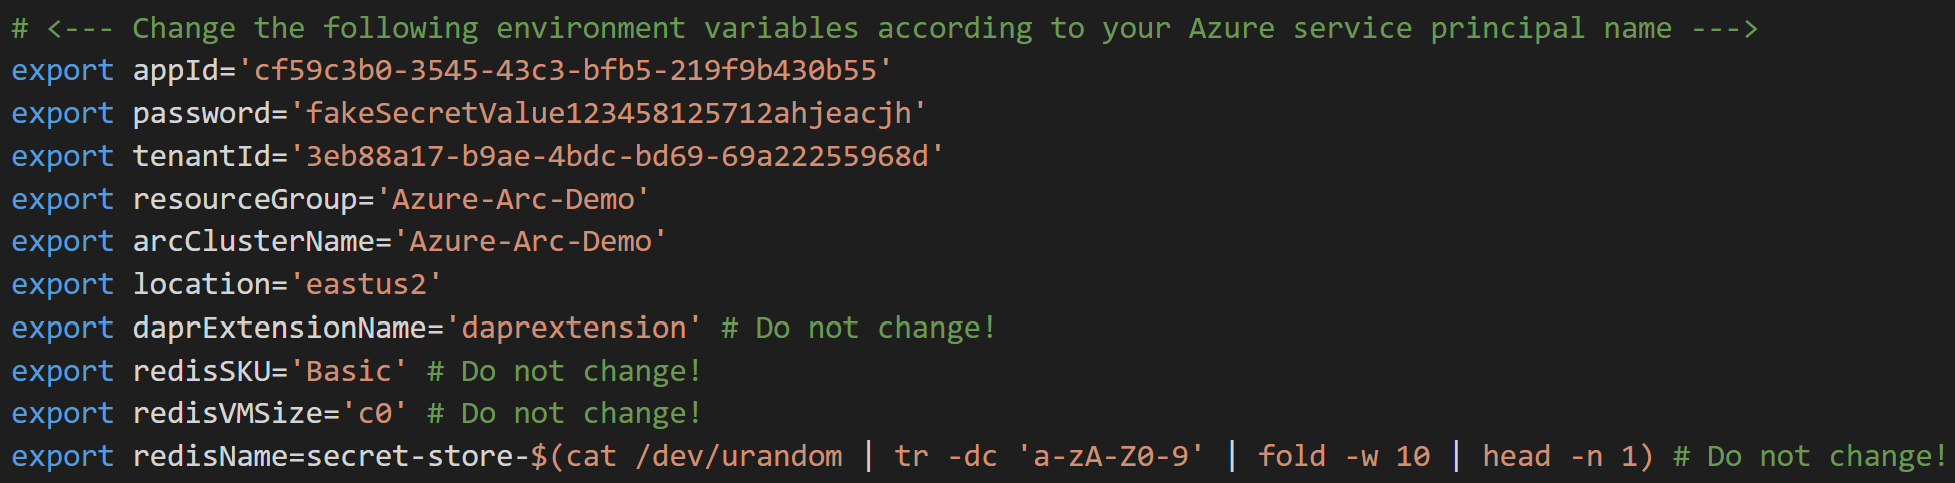 # <--- Change the following environment variables according to your Azure service principal name --->
export appId='cf59c3b0-3545-43c3-bfb5-219f9b430b55'
export password='fakeSecretValue123458125712ahjeacjh'
export tenantId='3eb88a17-b9ae-4bdc-bd69-69a22255968d'
export resourceGroup='Azure-Arc-Demo'
export arcClusterName='Azure-Arc-Demo'
export location='eastus2'
export daprExtensionName='daprextension' # Do not change!
export redisSKU='Basic' # Do not change!
export redisVMSize='c0' # Do not change!
export redisName=secret-store-$(cat /dev/urandom | tr -dc 'a-zA-Z0-9' | fold -w 10 | head -n 1) # Do not change!